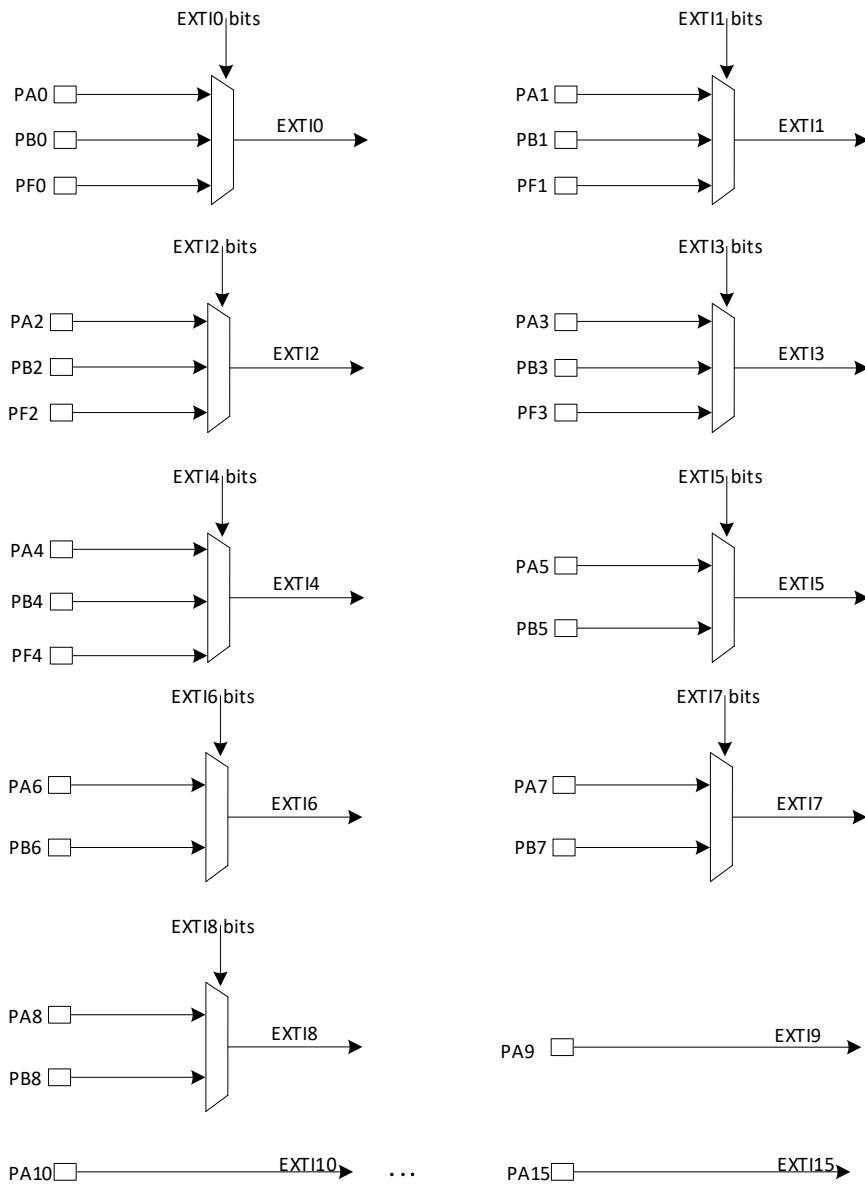 EXTI0 bits
PA0
PB0
PF0
EXTI0
EXTI1 bits
PA1
PB1
PF1
EXTI1
EXTI2 bits
PA2
PB2
PF2
EXTI2
EXTI3 bits
PA3
PB3
PF3
EXTI3
EXTI4 bits
PA4
PB4
PF4
EXTI4
EXTI5 bits
PA5
PB5
EXTI5
EXTI6 bits
PA6
PB6
EXTI6
EXTI7 bits
PA7
PB7
EXTI7
EXTI8 bits
PA8
PB8
EXTI8
PA9
EXTI9
PA10
EXTI10
...
PA15
EXTI15